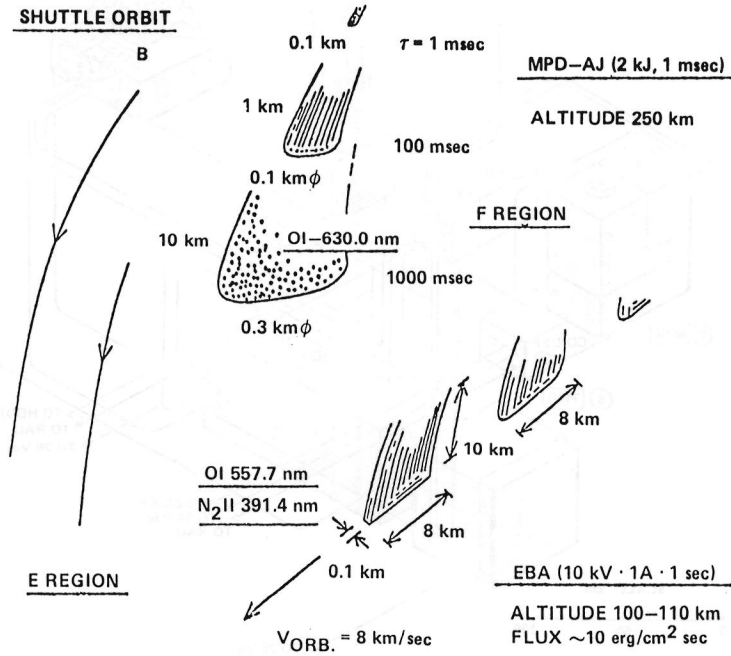 SHUTTLE ORBIT
B
0.1 km
τ = 1 msec
MPD–AJ (2 kJ, 1 msec)
1 km
ALTITUDE 250 km
100 msec
0.1 kmϕ
F REGION
OI–630.0 nm
10 km
1000 msec
0.3 kmϕ
8 km
10 km
OI 557.7 nm
N₂II 391.4 nm
8 km
0.1 km
E REGION
EBA (10 kV · 1A · 1 sec)
ALTITUDE 100–110 km
V_ORB. = 8 km/sec
FLUX ~10 erg/cm² sec